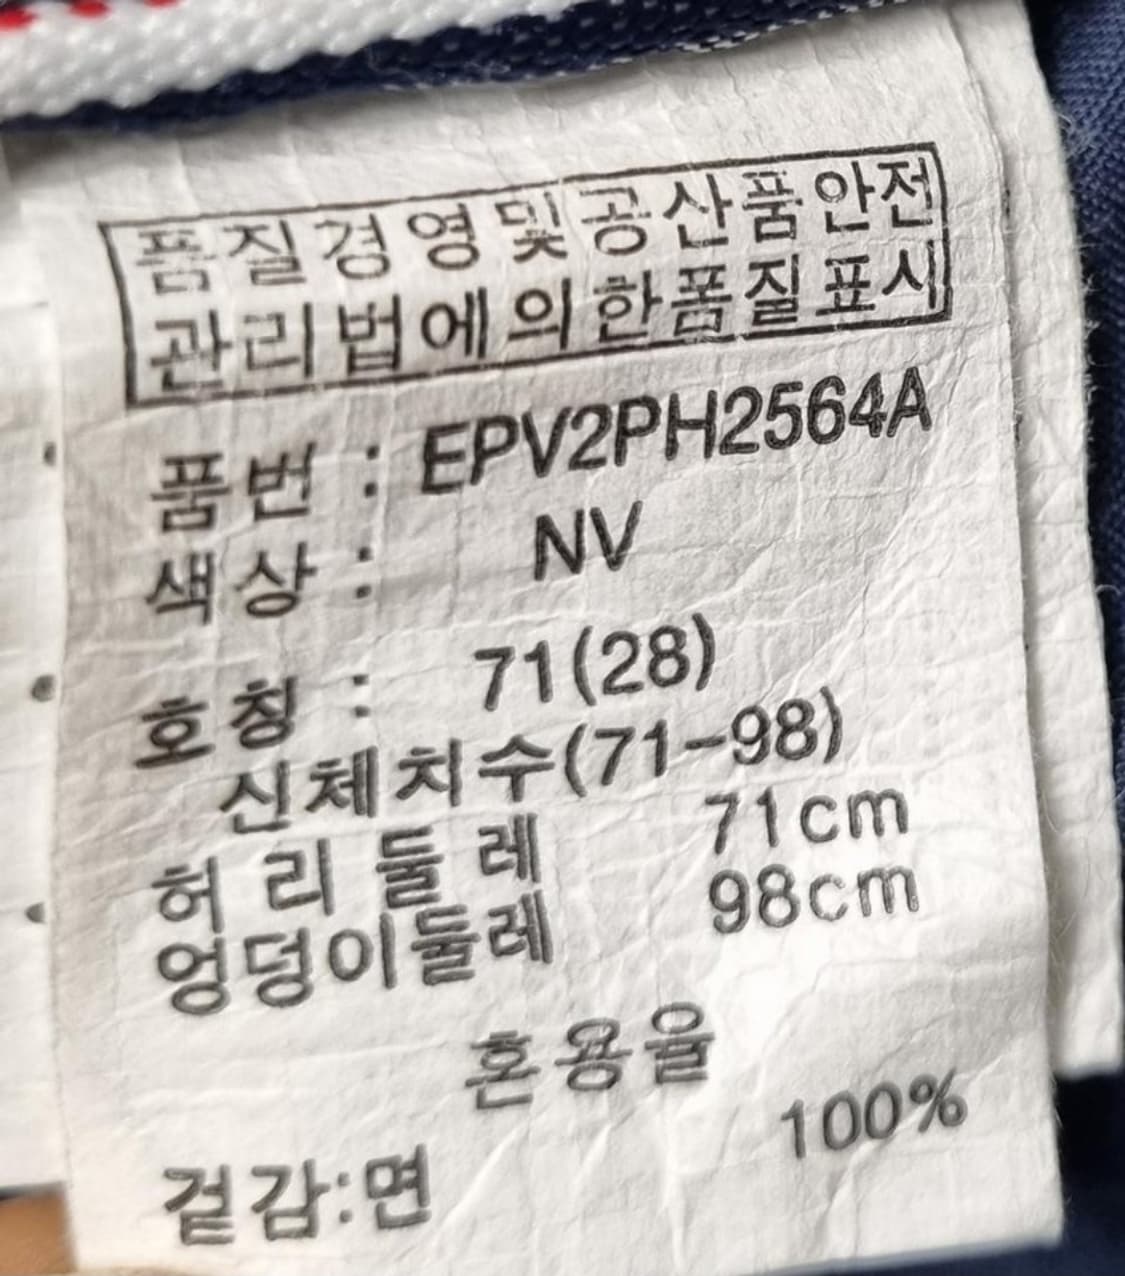 품질경영및공산품안전
관리법에의한폼질표시
품번 : EPV2PH2564A
색상 : NV
호칭 : 71(28)
신체치수(71-98)
허리둘레 71cm
엉덩이둘레 98cm
혼용율
100%
겉감:면